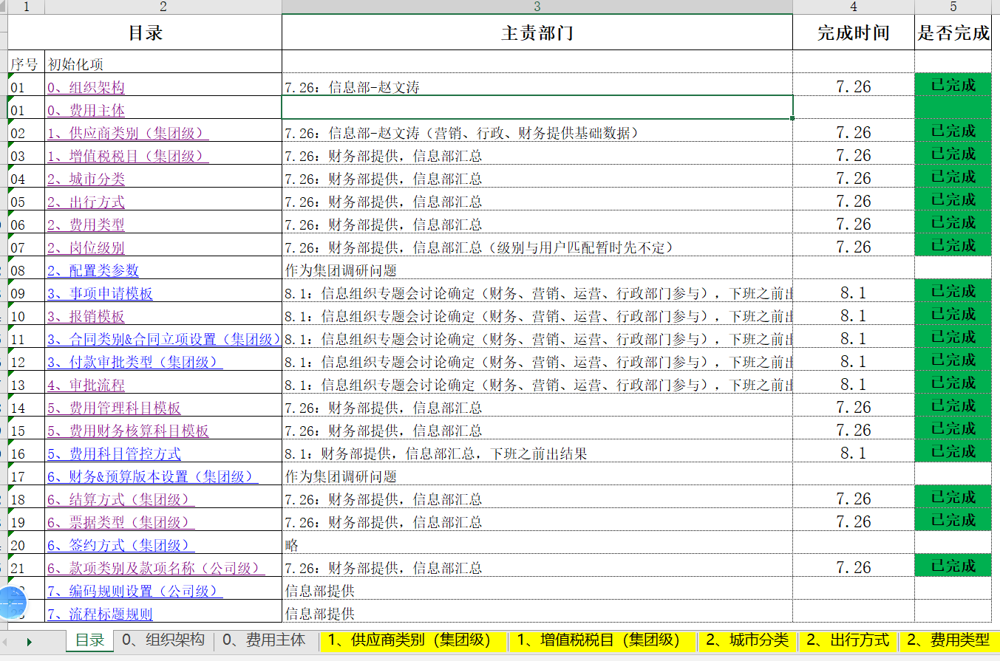 1 2 3 4 5
目录 主责部门 完成时间 是否完成
序号 初始化项
01 0、组织架构 7.26：信息部-赵文涛 7.26 已完成
01 0、费用主体
02 1、供应商类别（集团级） 7.26：信息部-赵文涛（营销、行政、财务提供基础数据） 7.26 已完成
03 1、增值税税目（集团级） 7.26：财务部提供，信息部汇总 7.26 已完成
04 2、城市分类 7.26：财务部提供，信息部汇总 7.26 已完成
05 2、出行方式 7.26：财务部提供，信息部汇总 7.26 已完成
06 2、费用类型 7.26：财务部提供，信息部汇总 7.26 已完成
07 2、岗位级别 7.26：财务部提供，信息部汇总（级别与用户匹配暂时先不定） 7.26 已完成
08 2、配置类参数 作为集团调研问题
09 3、事项申请模板 8.1：信息组织专题会讨论确定（财务、营销、运营、行政部门参与），下班之前 8.1 已完成
10 3、报销模板 8.1：信息组织专题会讨论确定（财务、营销、运营、行政部门参与），下班之前 8.1 已完成
11 3、合同类别&合同立项设置（集团级） 8.1：信息组织专题会讨论确定（财务、营销、运营、行政部门参与），下班之前 8.1 已完成
12 3、付款审批类型（集团级） 8.1：信息组织专题会讨论确定（财务、营销、运营、行政部门参与），下班之前 8.1 已完成
13 4、审批流程 8.1：信息组织专题会讨论确定（财务、营销、运营、行政部门参与），下班之前 8.1 已完成
14 5、费用管理科目模板 7.26：财务部提供，信息部汇总 7.26 已完成
15 5、费用财务核算科目模板 7.26：财务部提供，信息部汇总 7.26 已完成
16 5、费用科目管控方式 8.1：财务部提供，信息部汇总，下班之前出结果 8.1 已完成
17 6、财务&预算版本设置（集团级） 作为集团调研问题
18 6、结算方式（集团级） 7.26：财务部提供，信息部汇总 7.26 已完成
19 6、票据类型（集团级） 7.26：财务部提供，信息部汇总 7.26 已完成
20 6、签约方式（集团级） 略
21 6、款项类别及款项名称（公司级） 7.26：财务部提供，信息部汇总 7.26 已完成
7、编码规则设置（公司级） 信息部提供
7、流程标题规则 信息部提供
目录 0、组织架构 0、费用主体 1、供应商类别（集团级） 1、增值税税目（集团级） 2、城市分类 2、出行方式 2、费用类型